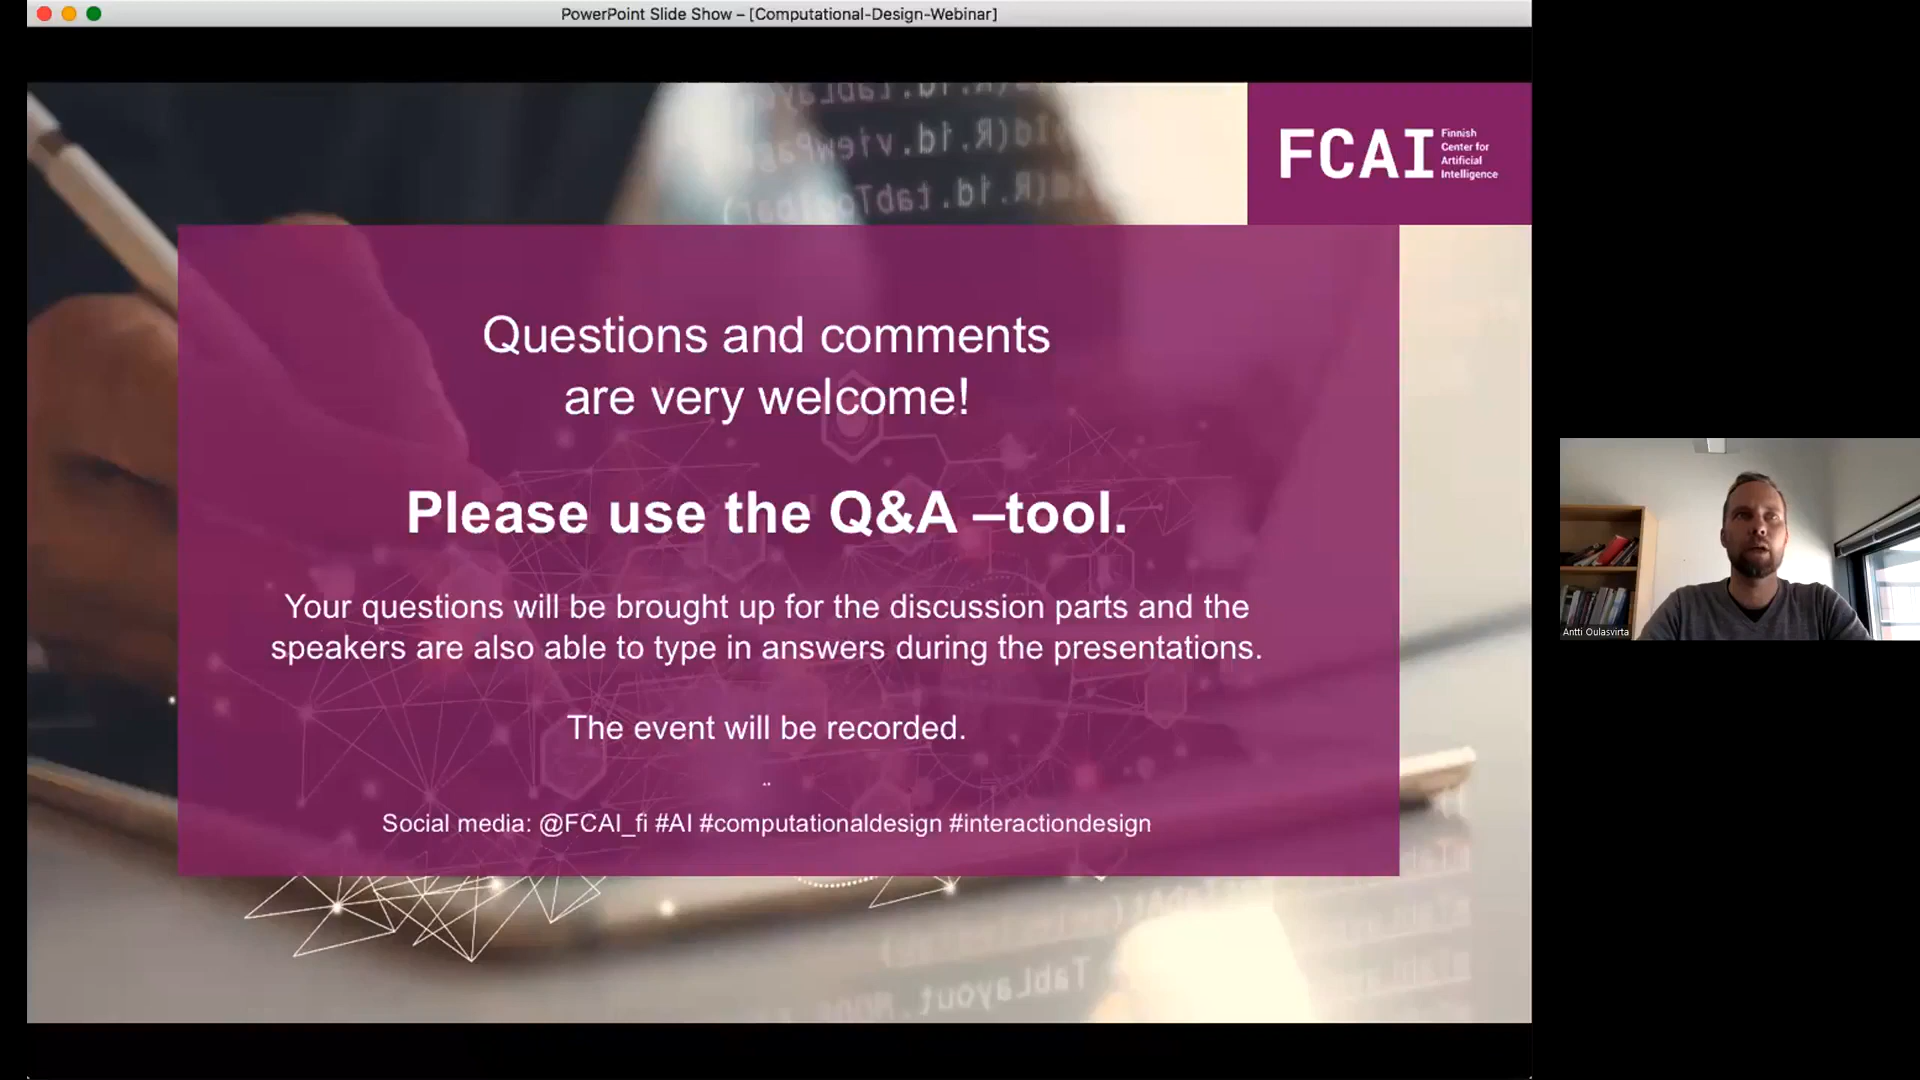 PowerPoint Slide Show – [Computational-Design-Webinar]
FCAI
Finnish
Center for
Artificial
Intelligence
Questions and comments
are very welcome!
Please use the Q&A –tool.
Your questions will be brought up for the discussion parts and the
speakers are also able to type in answers during the presentations.
The event will be recorded.
..
Social media: @FCAI_fi #AI #computationaldesign #interactiondesign
Antti Oulasvirta